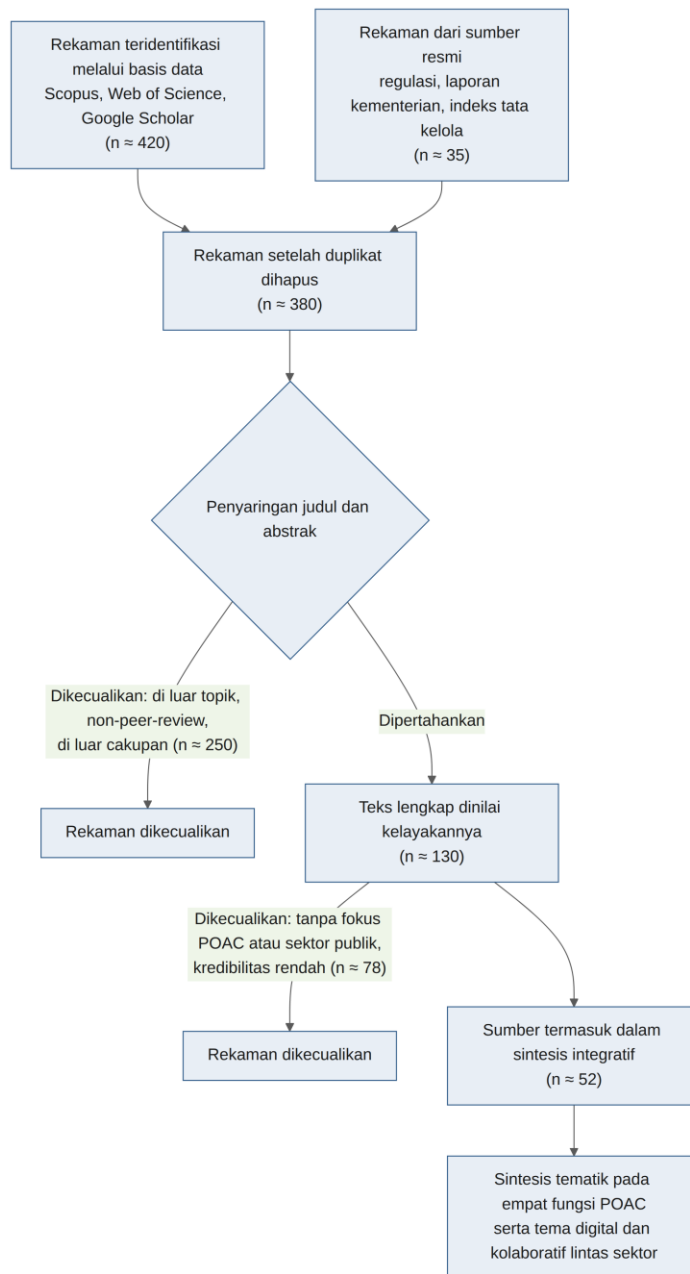 Rekaman teridentifikasi
melalui basis data
Scopus, Web of Science,
Google Scholar
(n ≈ 420)
Rekaman dari sumber
resmi
regulasi, laporan
kementerian, indeks tata
kelola
(n ≈ 35)
Rekaman setelah duplikat
dihapus
(n ≈ 380)
Penyaringan judul dan
abstrak
Dikecualikan: di luar topik,
non-peer-review,
di luar cakupan (n ≈ 250)
Dipertahankan
Rekaman dikecualikan
Teks lengkap dinilai
kelayakannya
(n ≈ 130)
Dikecualikan: tanpa fokus
POAC atau sektor publik,
kredibilitas rendah (n ≈ 78)
Rekaman dikecualikan
Sumber termasuk dalam
sintesis integratif
(n ≈ 52)
Sintesis tematik pada
empat fungsi POAC
serta tema digital dan
kolaboratif lintas sektor